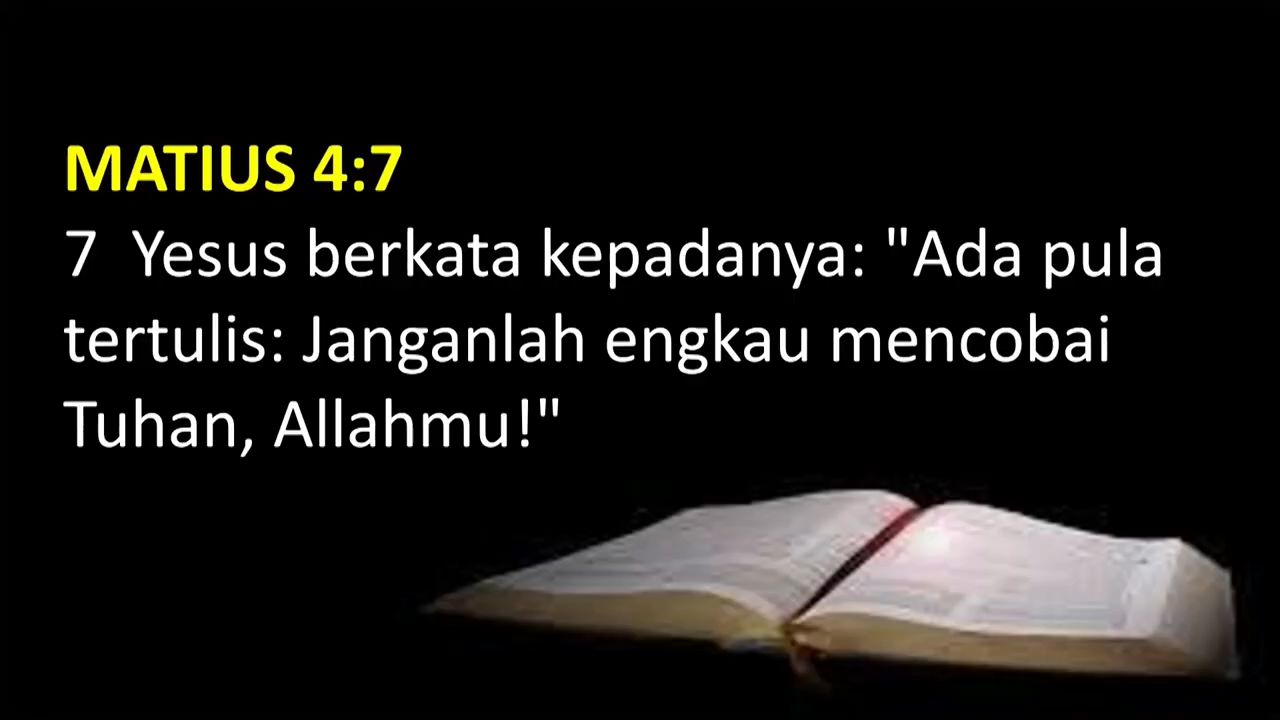 MATIUS 4:7
7 Yesus berkata kepadanya: "Ada pula
tertulis: Janganlah engkau mencobai
Tuhan, Allahmu!"